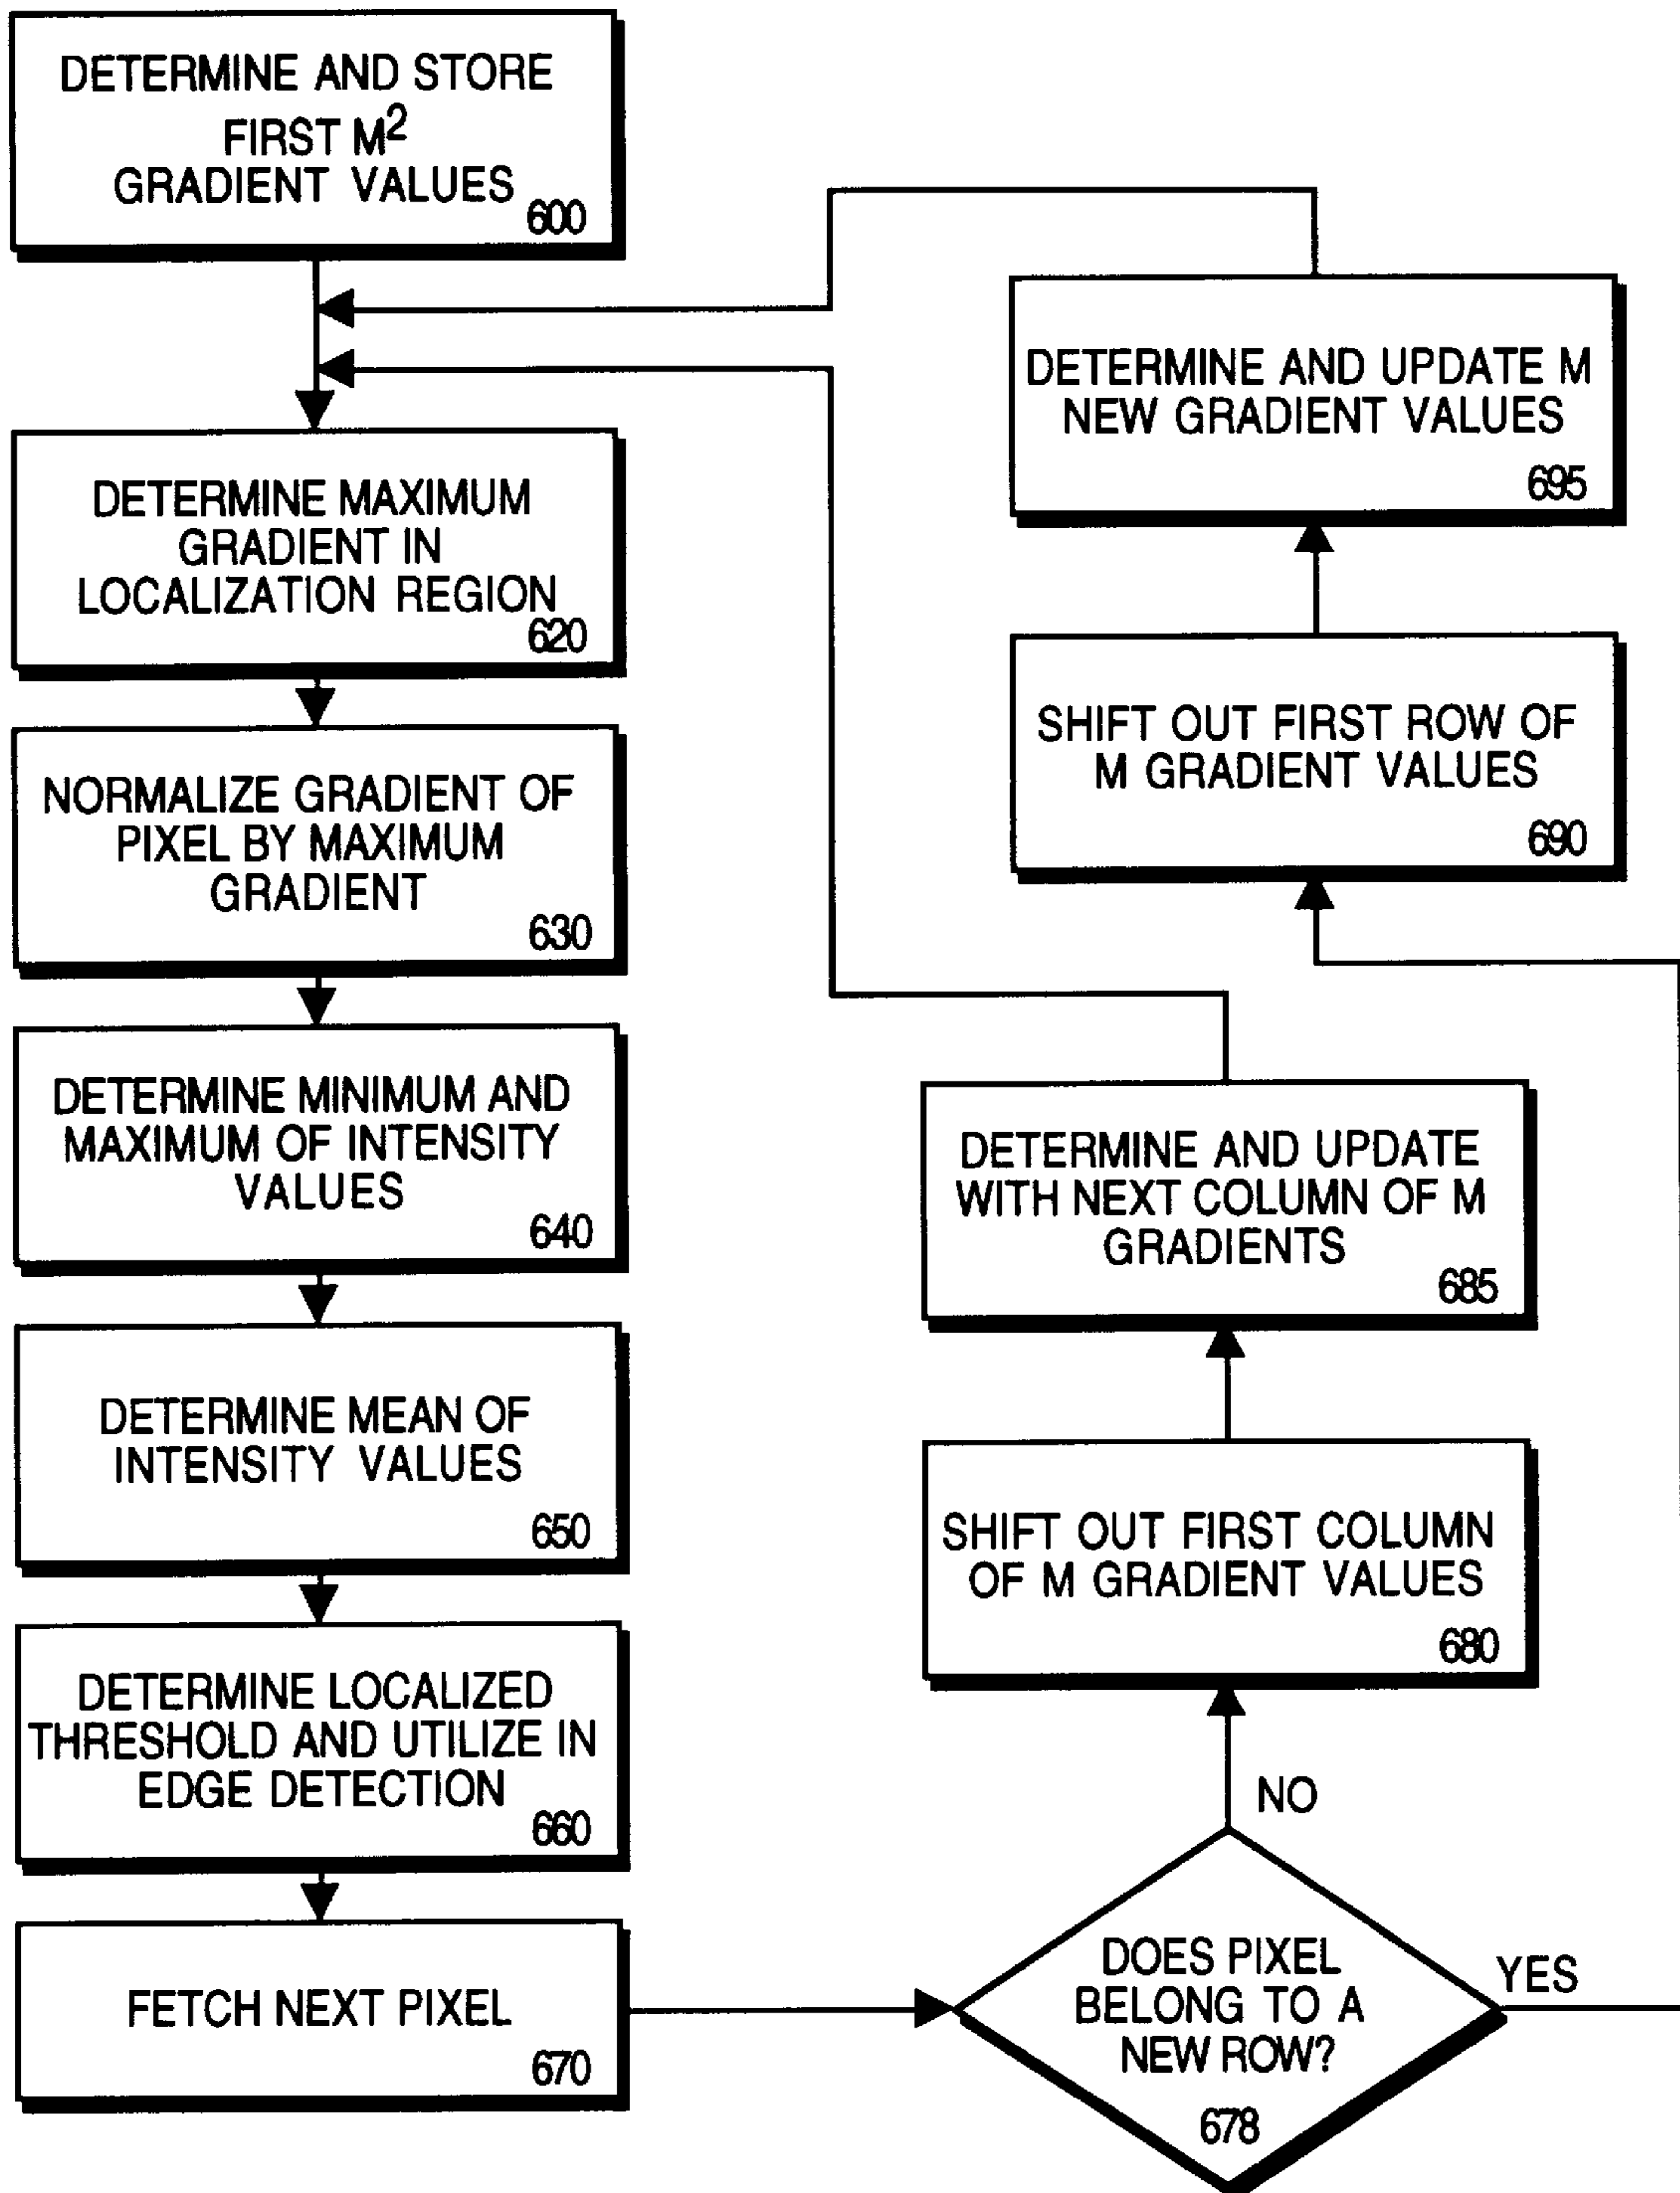 DETERMINE AND STORE
FIRST M²
GRADIENT VALUES
600
DETERMINE MAXIMUM
GRADIENT IN
LOCALIZATION REGION
620
NORMALIZE GRADIENT OF
PIXEL BY MAXIMUM
GRADIENT
630
DETERMINE MINIMUM AND
MAXIMUM OF INTENSITY
VALUES
640
DETERMINE MEAN OF
INTENSITY VALUES
650
DETERMINE LOCALIZED
THRESHOLD AND UTILIZE IN
EDGE DETECTION
660
FETCH NEXT PIXEL
670
DOES PIXEL
BELONG TO A
NEW ROW?
678
NO
YES
SHIFT OUT FIRST COLUMN
OF M GRADIENT VALUES
680
DETERMINE AND UPDATE
WITH NEXT COLUMN OF M
GRADIENTS
685
SHIFT OUT FIRST ROW OF
M GRADIENT VALUES
690
DETERMINE AND UPDATE M
NEW GRADIENT VALUES
695